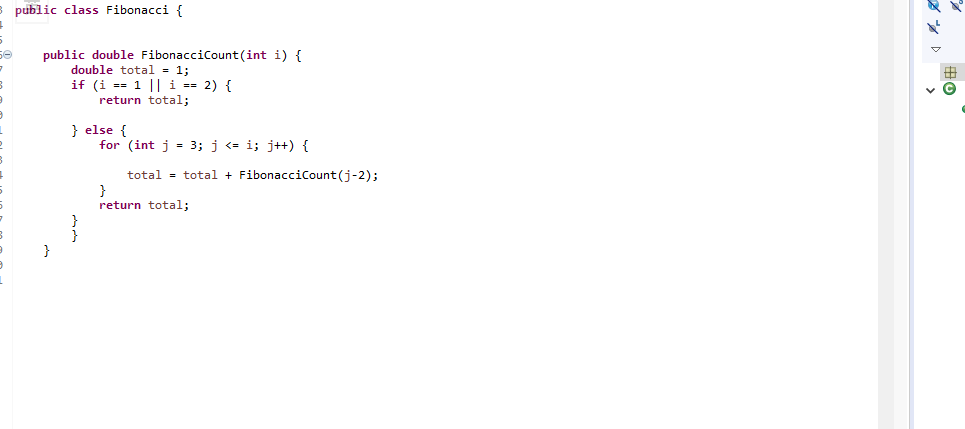 public class Fibonacci {
public double FibonacciCount(int i) {
double total = 1;
if (i == 1 || i == 2) {
return total;
} else {
for (int j = 3; j <= i; j++) {
total = total + FibonacciCount(j-2);
}
return total;
}
}
}